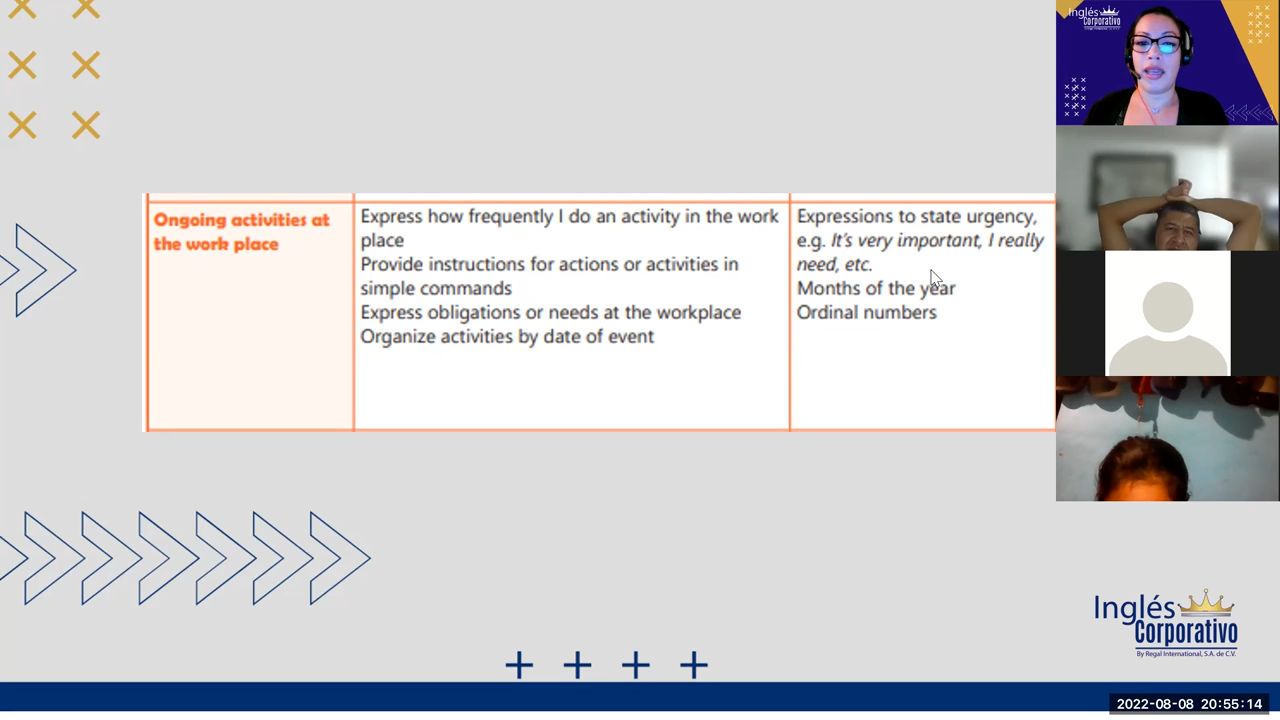 Ongoing activities at
the work place
Express how frequently I do an activity in the work
place
Provide instructions for actions or activities in
simple commands
Express obligations or needs at the workplace
Organize activities by date of event
Expressions to state urgency,
e.g. It's very important, I really
need, etc.
Months of the year
Ordinal numbers
Inglés
Corporativo
Inglés
Corporativo
By Regal International, S.A. de C.V.
2022-08-08 20:55:14